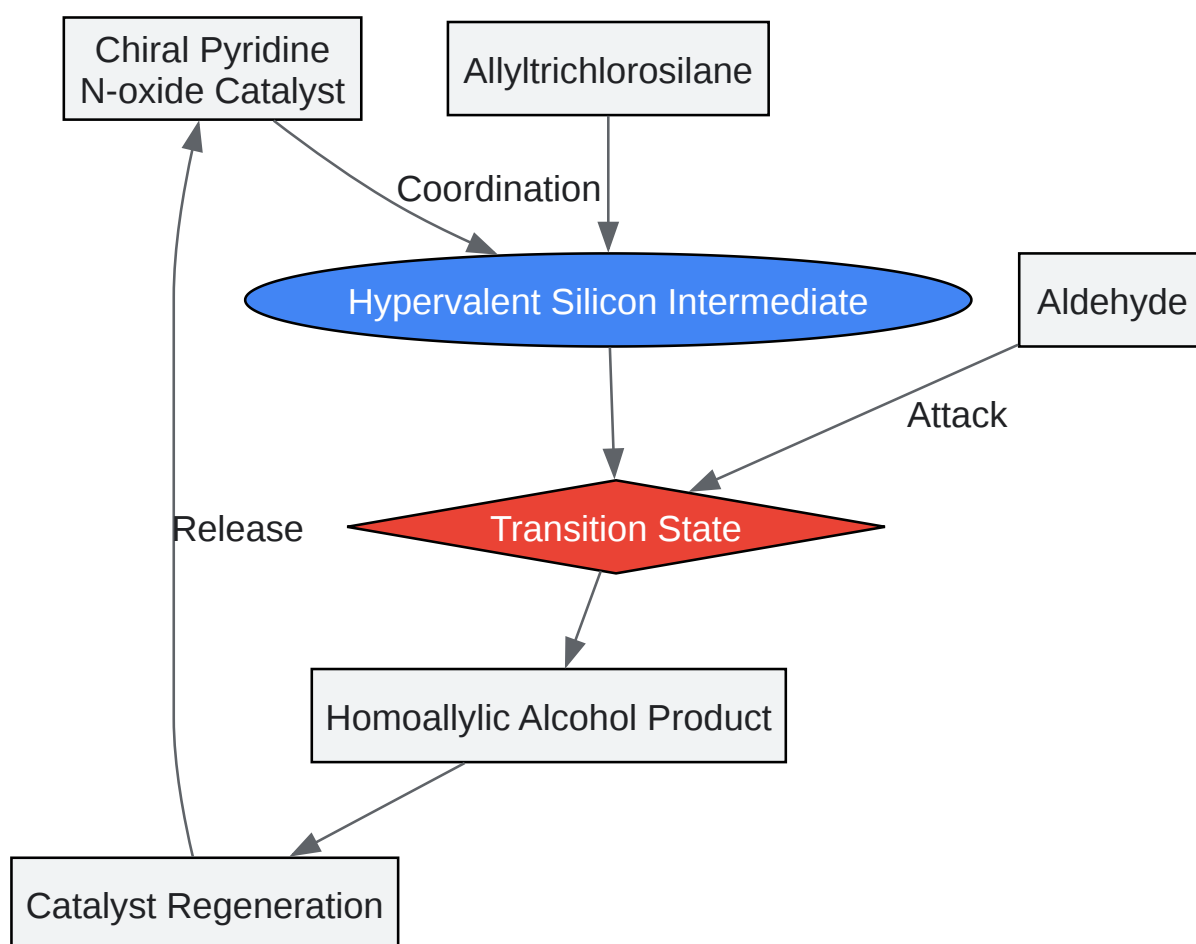 Chiral Pyridine
N-oxide Catalyst
Allyltrichlorosilane
Coordination
Hypervalent Silicon Intermediate
Aldehyde
Attack
Release
Transition State
Homoallylic Alcohol Product
Catalyst Regeneration